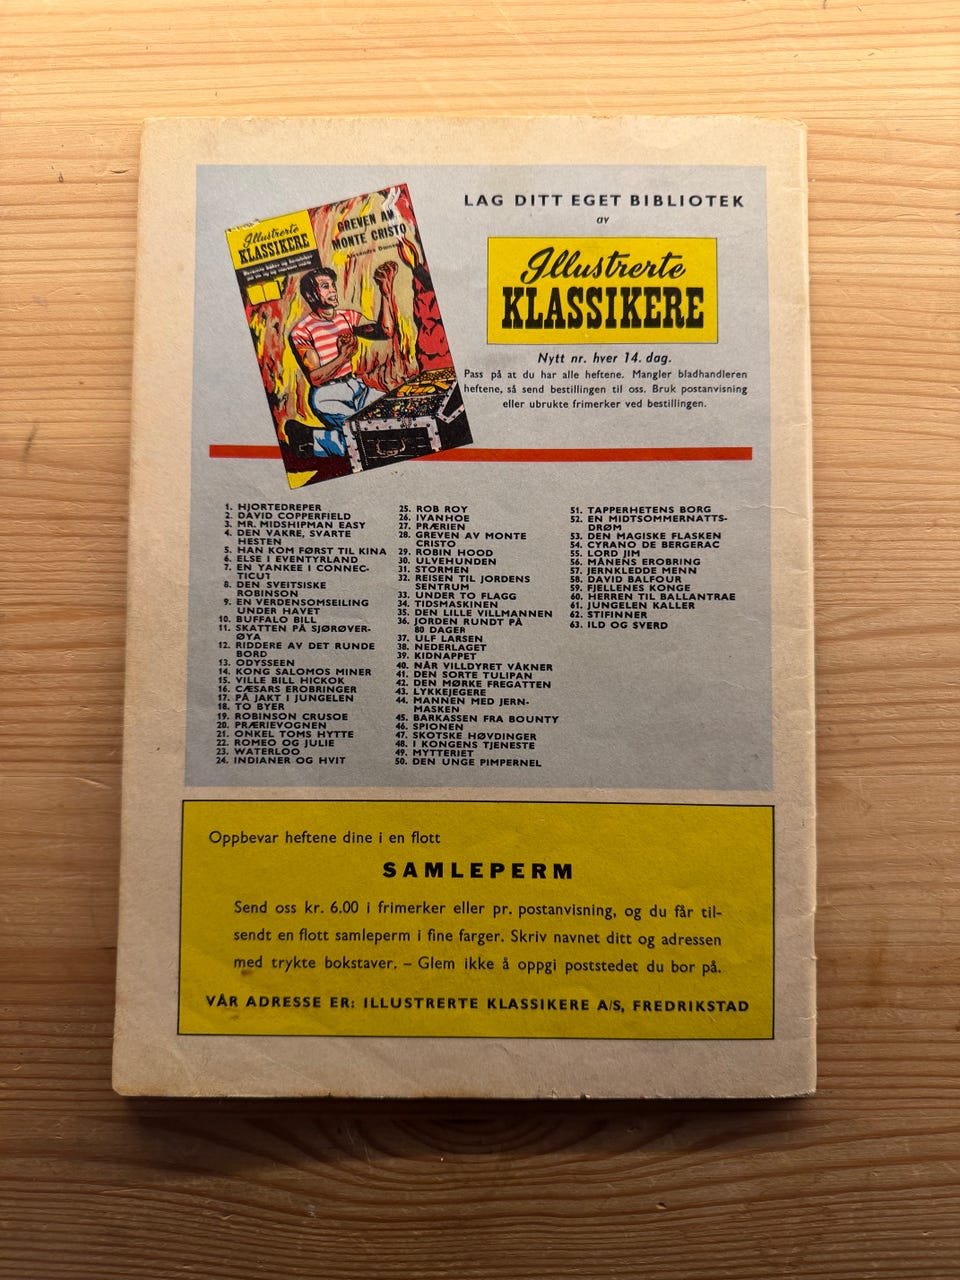 Illustrerte
KLASSIKERE
GREVEN AV
MONTE CRISTO
Alexandre Dumas
LAG DITT EGET BIBLIOTEK
av
Illustrerte
KLASSIKERE
Nytt nr. hver 14. dag.
Pass på at du har alle heftene. Mangler bladhandleren
heftene, så send bestillingen til oss. Bruk postanvisning
eller ubrukte frimerker ved bestillingen.
1. HJORTEDREPER
2. DAVID COPPERFIELD
3. MR. MIDSHIPMAN EASY
4. DEN VAKRE, SVARTE
HESTEN
5. HAN KOM FØRST TIL KINA
6. ELSE I EVENTYRLAND
7. EN YANKEE I CONNEC-
TICUT
8. DEN SVEITSISKE
ROBINSON
9. EN VERDENSOMSEILING
UNDER HAVET
10. BUFFALO BILL
11. SKATTEN PÅ SJØRØVER-
ØYA
12. RIDDERE AV DET RUNDE
BORD
13. ODYSSEEN
14. KONG SALOMOS MINER
15. VILLE BILL HICKOK
16. CÆSARS EROBRINGER
17. PÅ JAKT I JUNGELEN
18. TO BYER
19. ROBINSON CRUSOE
20. PRÆRIEVOGNEN
21. ONKEL TOMS HYTTE
22. ROMEO OG JULIE
23. WATERLOO
24. INDIANER OG HVIT
25. ROB ROY
26. IVANHOE
27. PRÆRIEN
28. GREVEN AV MONTE
CRISTO
29. ROBIN HOOD
30. ULVEHUNDEN
31. STORMEN
32. REISEN TIL JORDENS
SENTRUM
33. UNDER TO FLAGG
34. TIDSMASKINEN
35. DEN LILLE VILLMANNEN
36. JORDEN RUNDT PÅ
80 DAGER
37. ULF LARSEN
38. NEDERLAGET
39. KIDNAPPET
40. NÅR VILLDYRET VÅKNER
41. DEN SORTE TULIPAN
42. DEN MØRKE FREGATTEN
43. LYKKEJEGERE
44. MANNEN MED JERN-
MASKEN
45. BARKASSEN FRA BOUNTY
46. SPIONEN
47. SKOTSKE HØVDINGER
48. I KONGENS TJENESTE
49. MYTTERIET
50. DEN UNGE PIMPERNEL
51. TAPPERHETENS BORG
52. EN MIDTSOMMERNATTS-
DRØM
53. DEN MAGISKE FLASKEN
54. CYRANO DE BERGERAC
55. LORD JIM
56. MÅNENS EROBRING
57. JERNKLEDDE MENN
58. DAVID BALFOUR
59. FJELLENES KONGE
60. HERREN TIL BALLANTRAE
61. JUNGELEN KALLER
62. STIFINNER
63. ILD OG SVERD
Oppbevar heftene dine i en flott
SAMLEPERM
Send oss kr. 6.00 i frimerker eller pr. postanvisning, og du får til-
sendt en flott samleperm i fine farger. Skriv navnet ditt og adressen
med trykte bokstaver. – Glem ikke å oppgi poststedet du bor på.
VÅR ADRESSE ER: ILLUSTRERTE KLASSIKERE A/S, FREDRIKSTAD